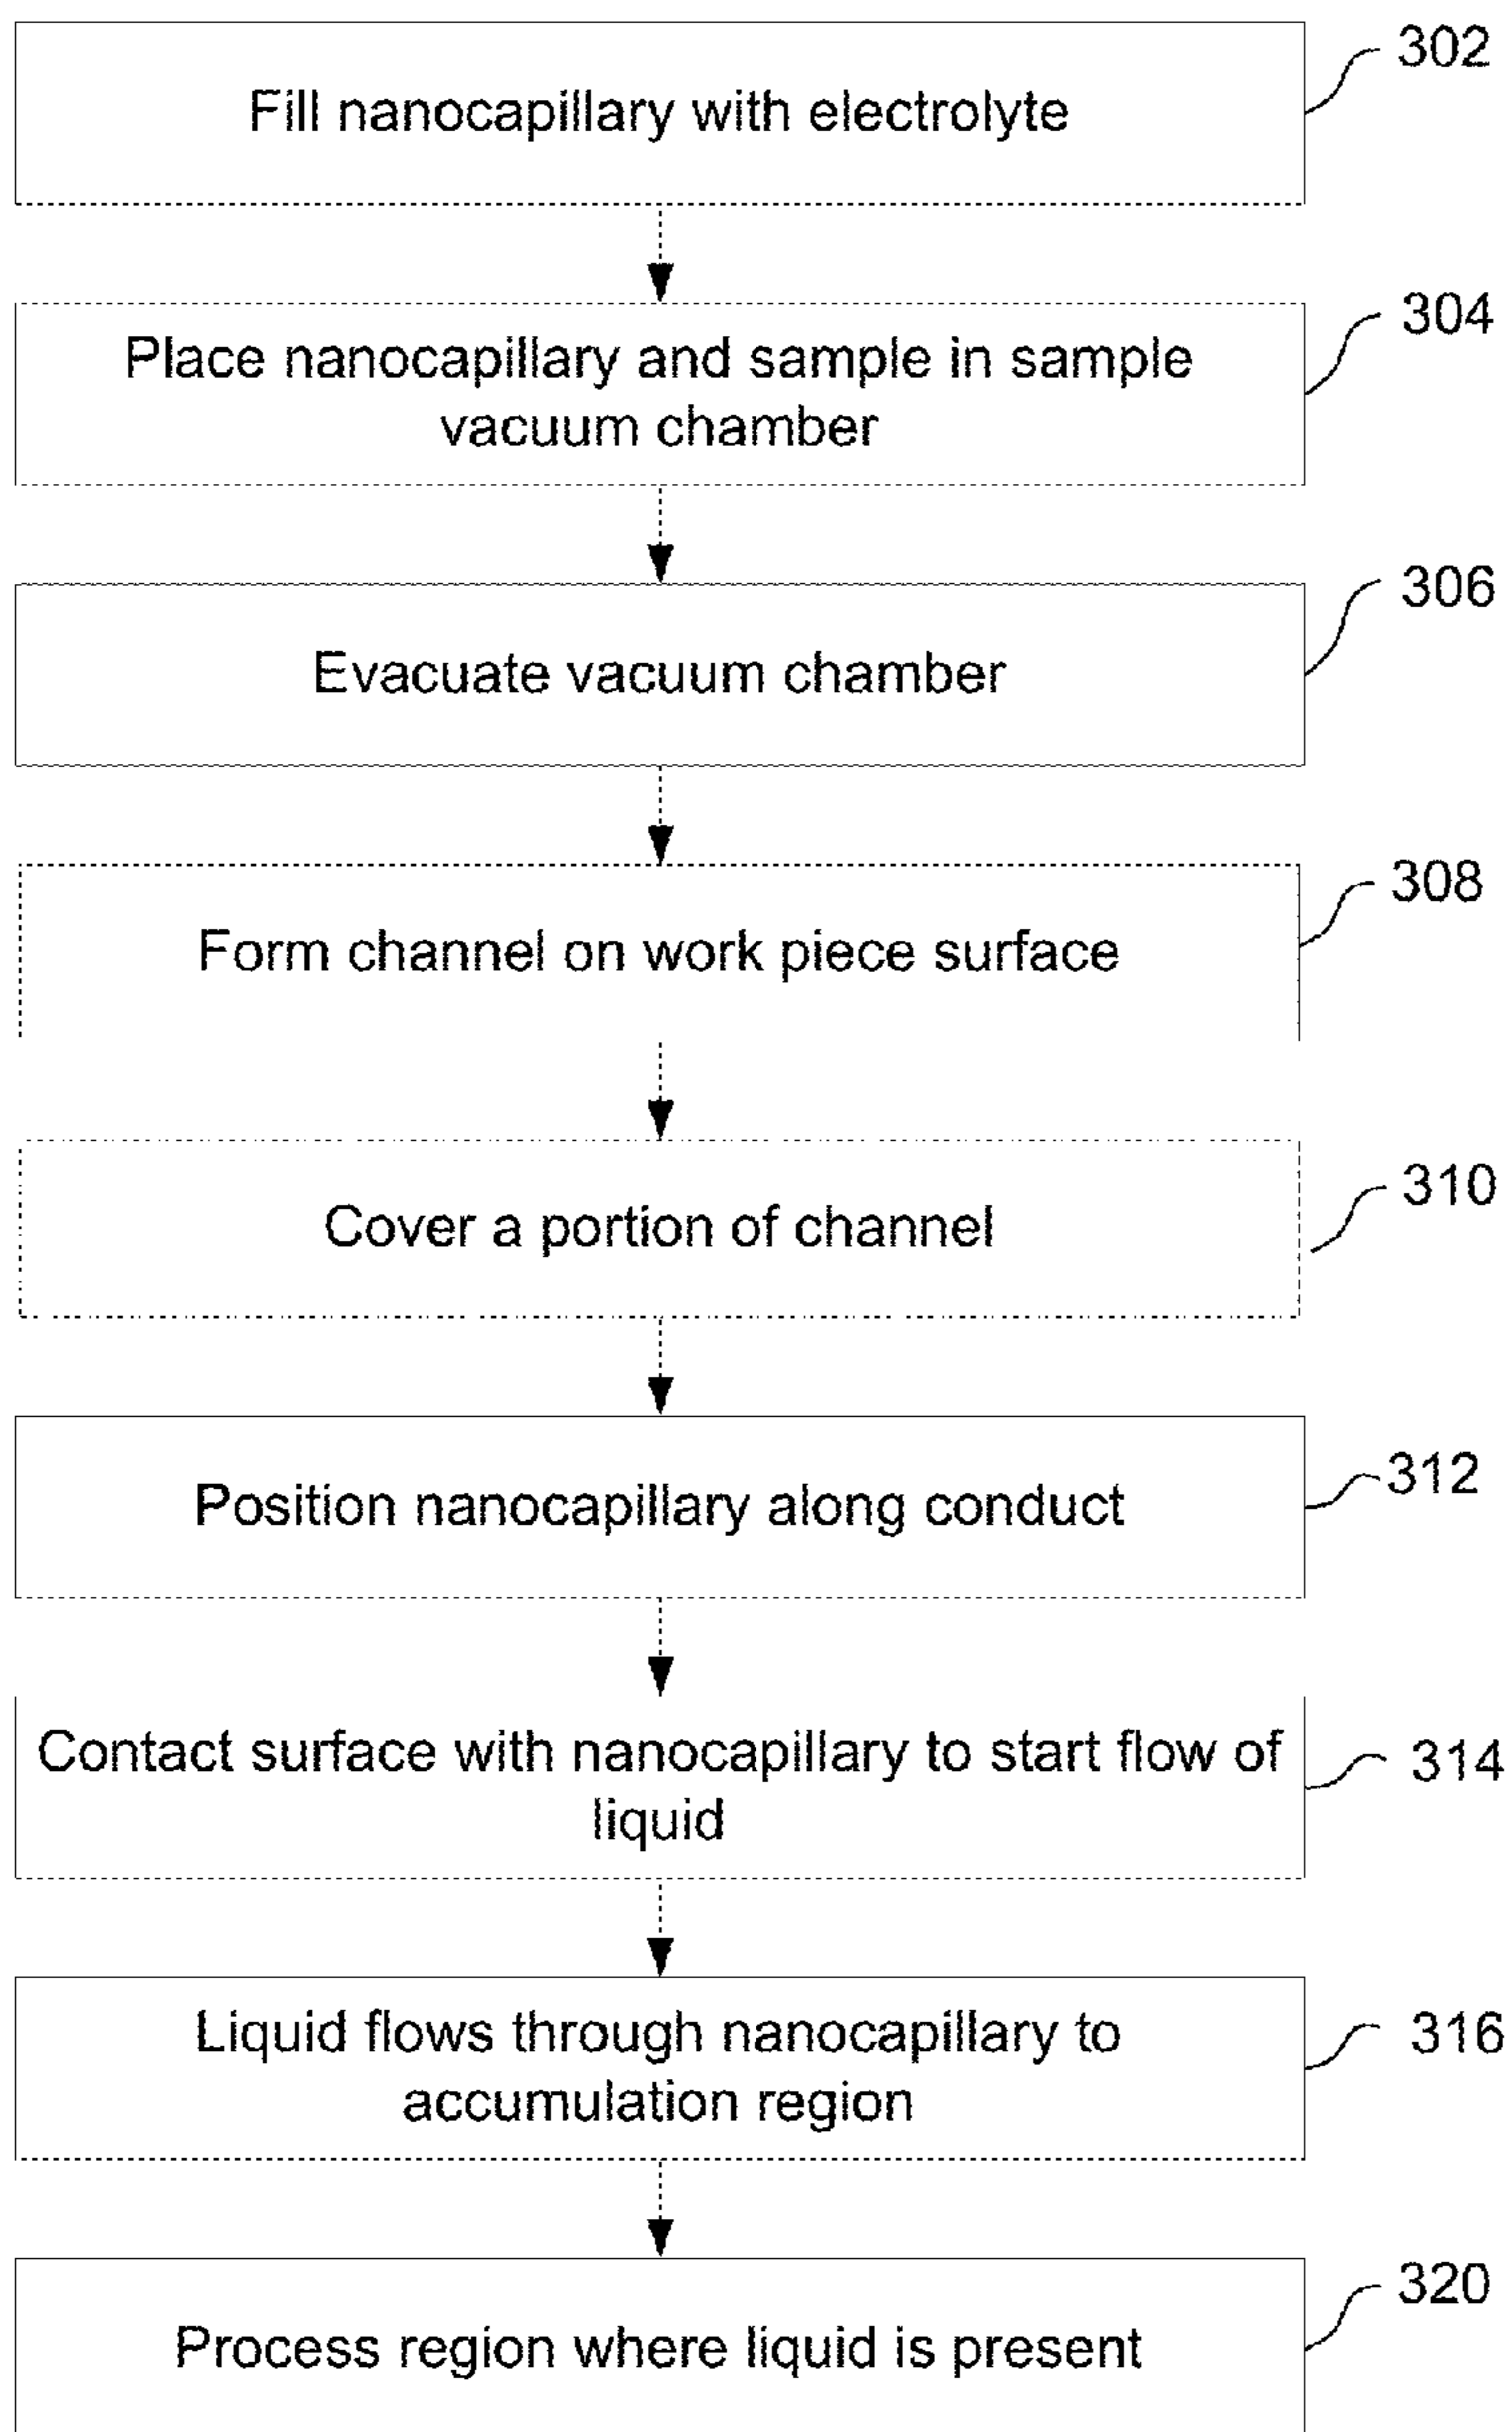 302
Fill nanocapillary with electrolyte
304
Place nanocapillary and sample in sample
vacuum chamber
306
Evacuate vacuum chamber
308
Form channel on work piece surface
310
Cover a portion of channel
312
Position nanocapillary along conduct
314
Contact surface with nanocapillary to start flow of
liquid
316
Liquid flows through nanocapillary to
accumulation region
320
Process region where liquid is present